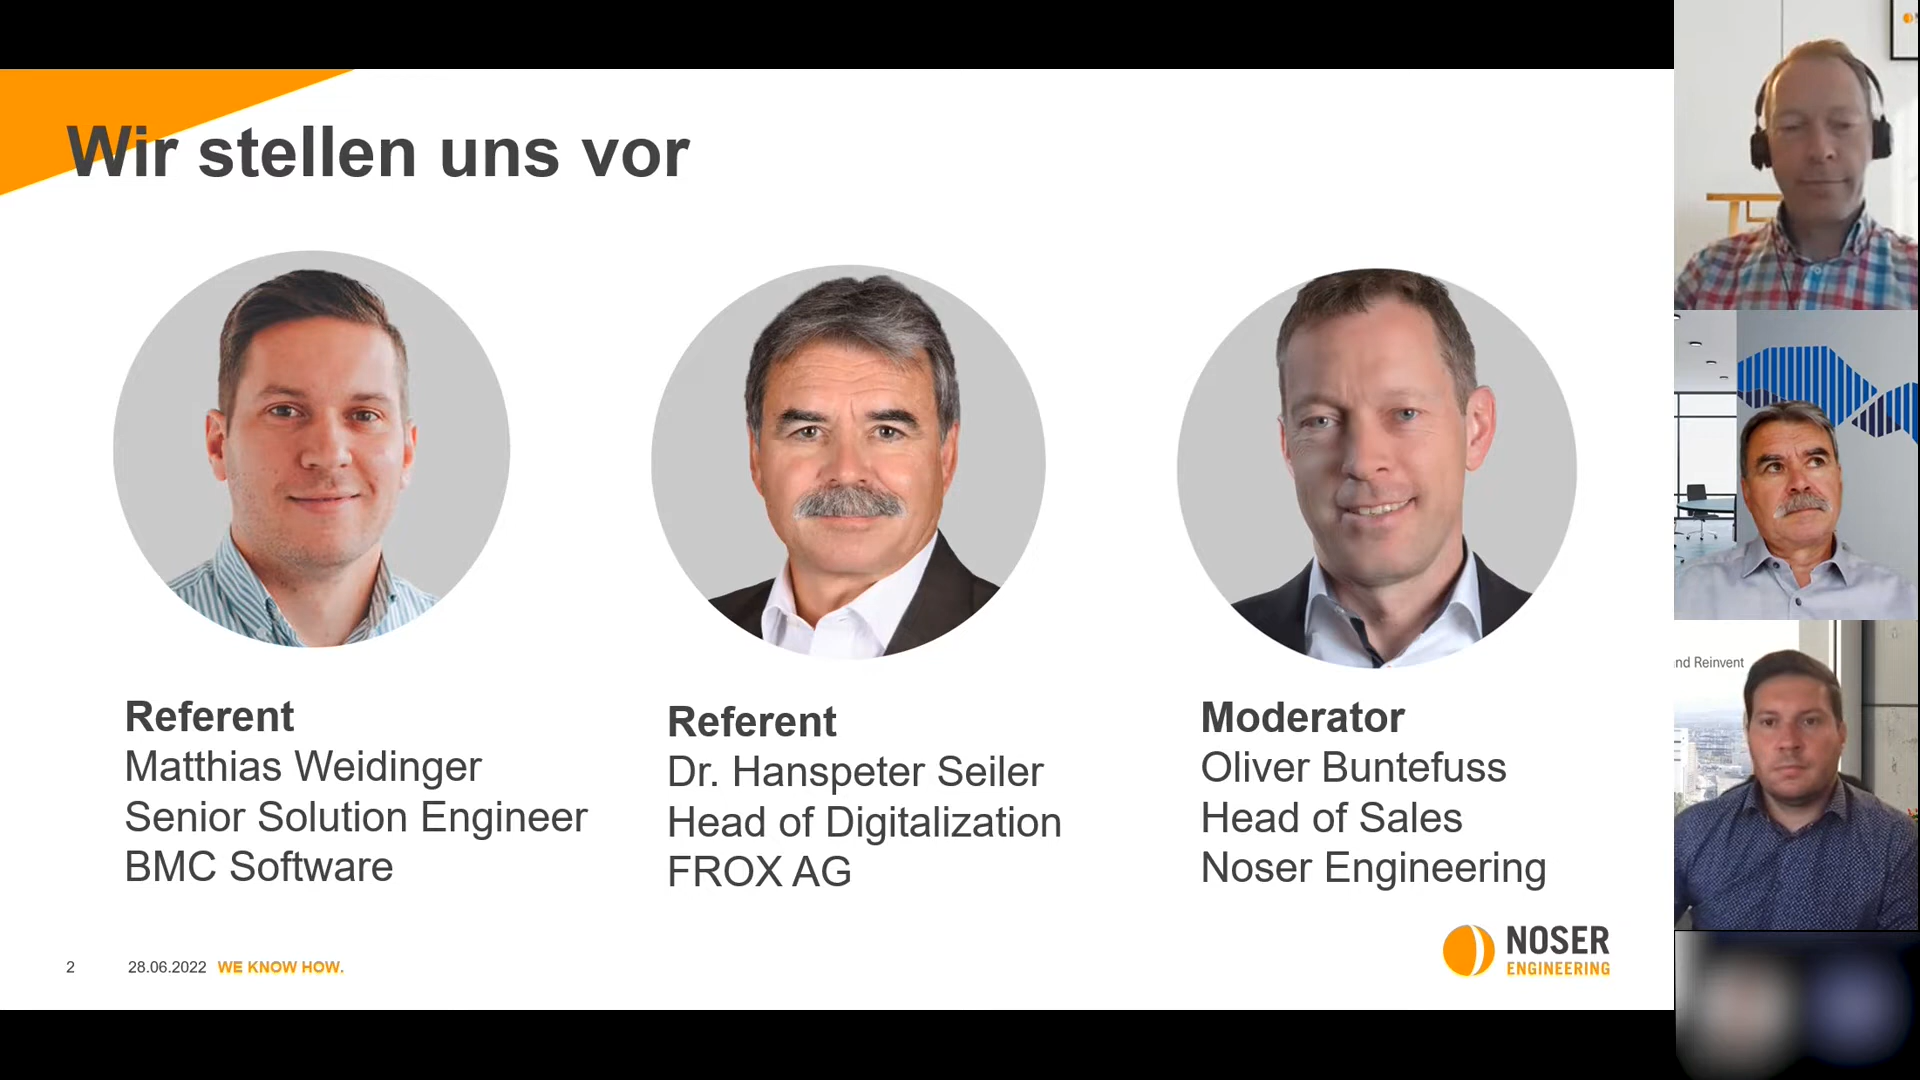 Wir stellen uns vor
Referent
Matthias Weidinger
Senior Solution Engineer
BMC Software
Referent
Dr. Hanspeter Seiler
Head of Digitalization
FROX AG
Moderator
Oliver Buntefuss
Head of Sales
Noser Engineering
2
28.06.2022
WE KNOW HOW.
NOSER
ENGINEERING
nd Reinvent